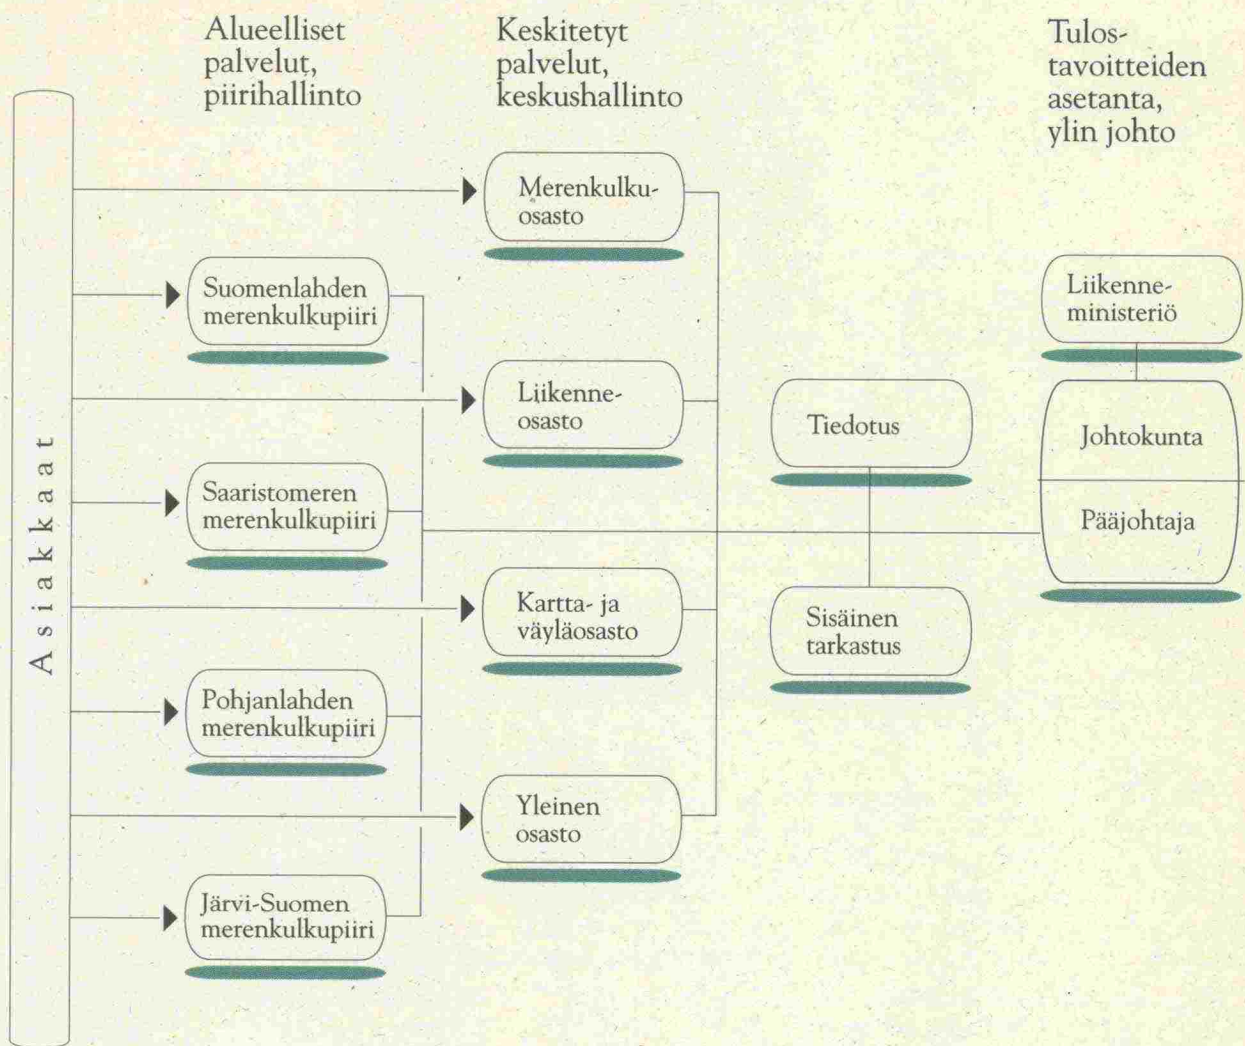 Alueelliset
palvelut,
piirihallinto
Keskitetyt
palvelut,
keskushallinto
Tulos-
tavoitteiden
asetanta,
ylin johto
Asiakkaat
Merenkulku-
osasto
Suomenlahden
merenkulkupiiri
Liikenne-
ministeriö
Liikenne-
osasto
Tiedotus
Johtokunta
Saaristomeren
merenkulkupiiri
Pääjohtaja
Kartta- ja
väyläosasto
Sisäinen
tarkastus
Pohjanlahden
merenkulkupiiri
Yleinen
osasto
Järvi-Suomen
merenkulkupiiri